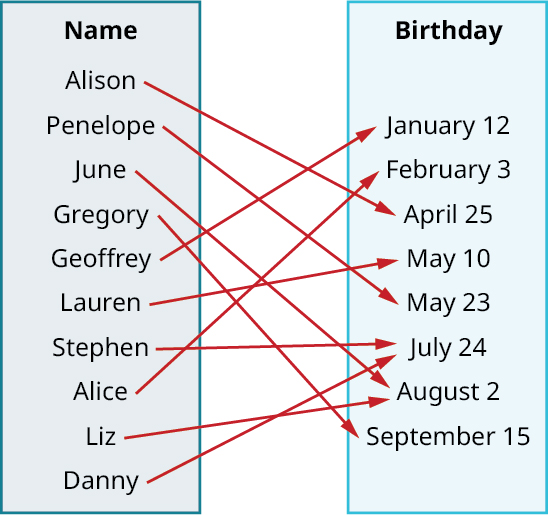 Name
Alison
Penelope
June
Gregory
Geoffrey
Lauren
Stephen
Alice
Liz
Danny
Birthday
January 12
February 3
April 25
May 10
May 23
July 24
August 2
September 15